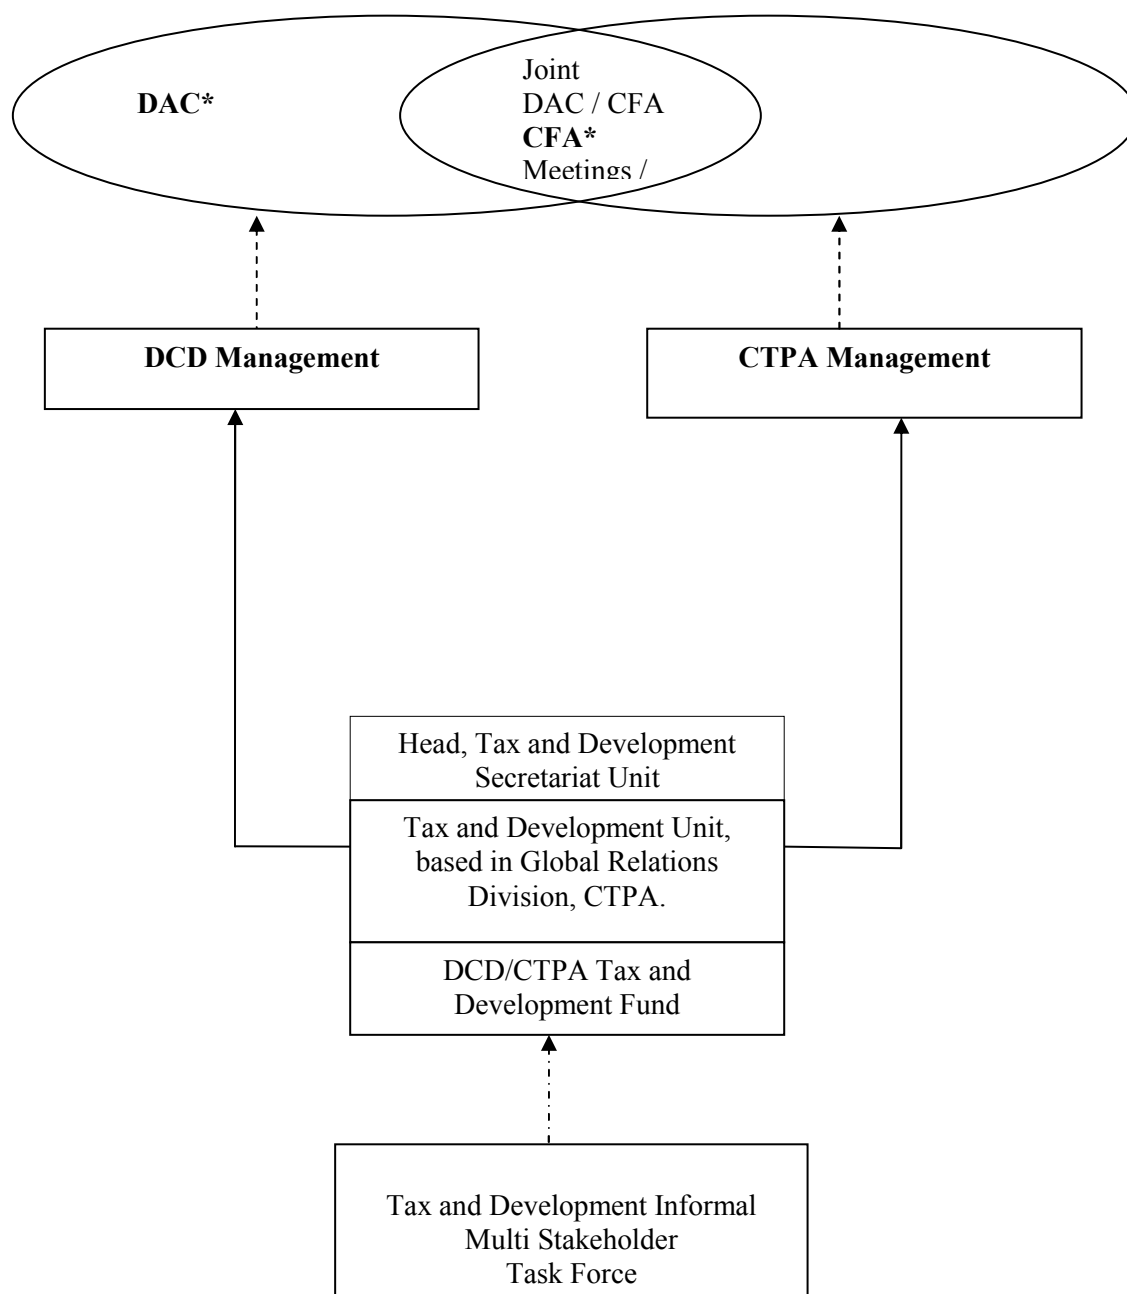 DAC*
Joint
DAC / CFA
CFA*
Meetings /
DCD Management
CTPA Management
Head, Tax and Development
Secretariat Unit
Tax and Development Unit,
based in Global Relations
Division, CTPA.
DCD/CTPA Tax and
Development Fund
Tax and Development Informal
Multi Stakeholder
Task Force